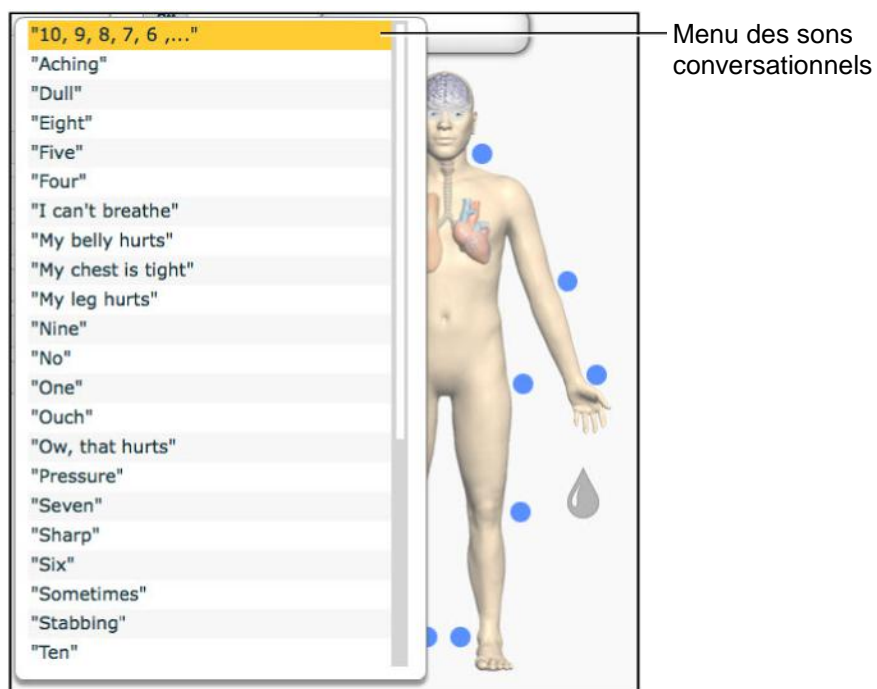 "10, 9, 8, 7, 6 ,..."
"Aching"
"Dull"
"Eight"
"Five"
"Four"
"I can't breathe"
"My belly hurts"
"My chest is tight"
"My leg hurts"
"Nine"
"No"
"One"
"Ouch"
"Ow, that hurts"
"Pressure"
"Seven"
"Sharp"
"Six"
"Sometimes"
"Stabbing"
"Ten"
Menu des sons
conversationnels